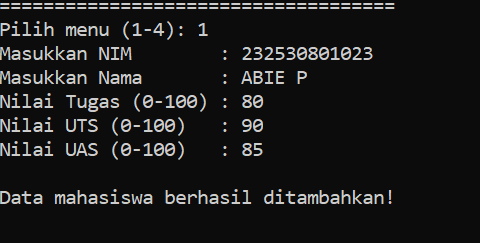 ====================================
Pilih menu (1-4): 1
Masukkan NIM        : 232530801023
Masukkan Nama       : ABIE P
Nilai Tugas (0-100) : 80
Nilai UTS (0-100)   : 90
Nilai UAS (0-100)   : 85
Data mahasiswa berhasil ditambahkan!